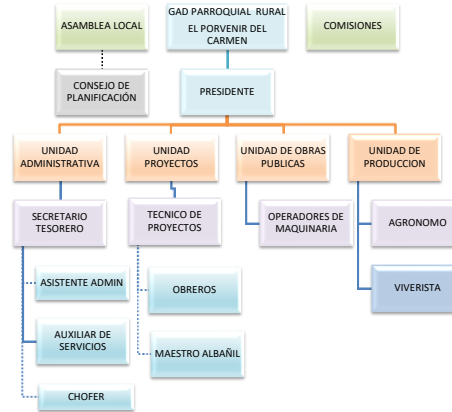 GAD PARROQUIAL RURAL
EL PORVENIR DEL
CARMEN
ASAMBLEA LOCAL
COMISIONES
CONSEJO DE
PLANIFICACIÓN
PRESIDENTE
UNIDAD
ADMINISTRATIVA
UNIDAD
PROYECTOS
UNIDAD DE OBRAS
PUBLICAS
UNIDAD DE
PRODUCCION
SECRETARIO
TESORERO
TECNICO DE
PROYECTOS
OPERADORES DE
MAQUINARIA
AGRONOMO
ASISTENTE ADMIN
OBREROS
VIVERISTA
AUXILIAR DE
SERVICIOS
MAESTRO ALBAÑIL
CHOFER